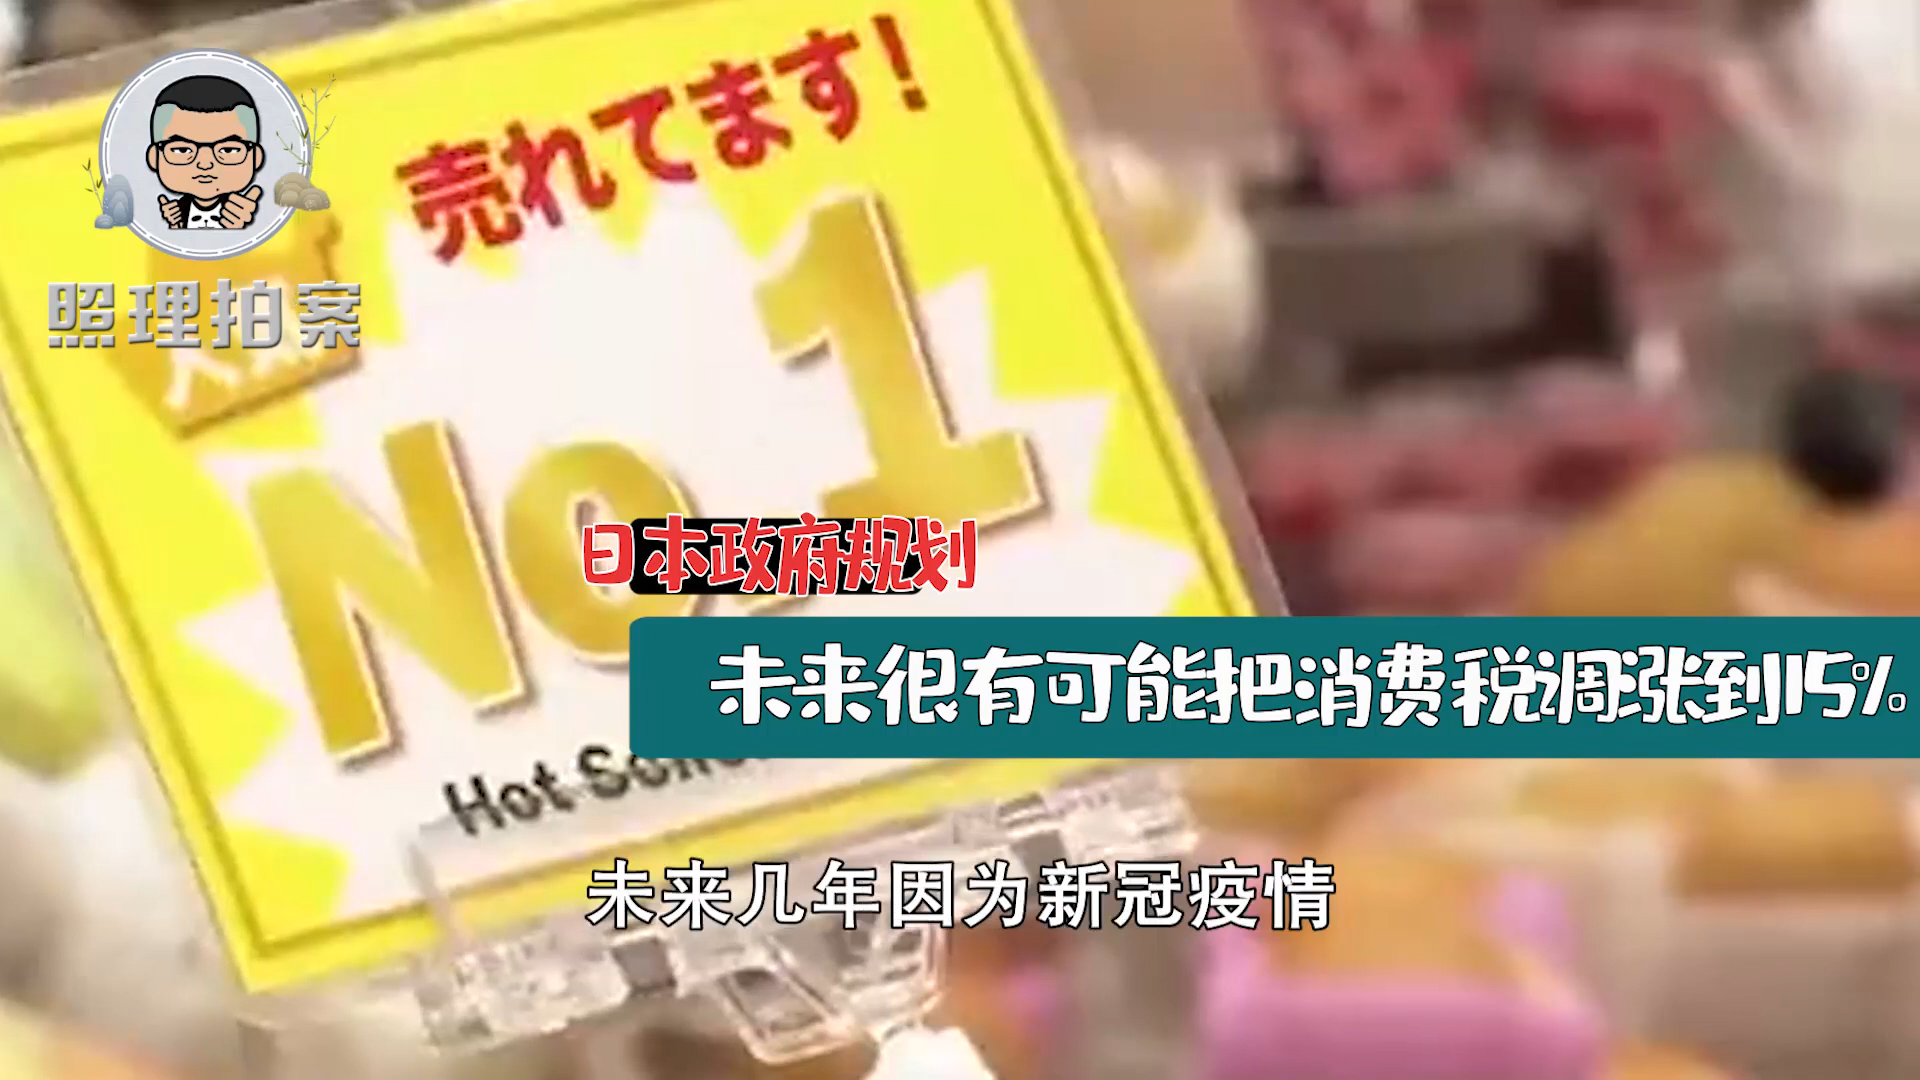 売れてます!
照理拍案
No.1
日本政府规划
未来很有可能把消费税调涨到15%
Hot Selle
未来几年因为新冠疫情